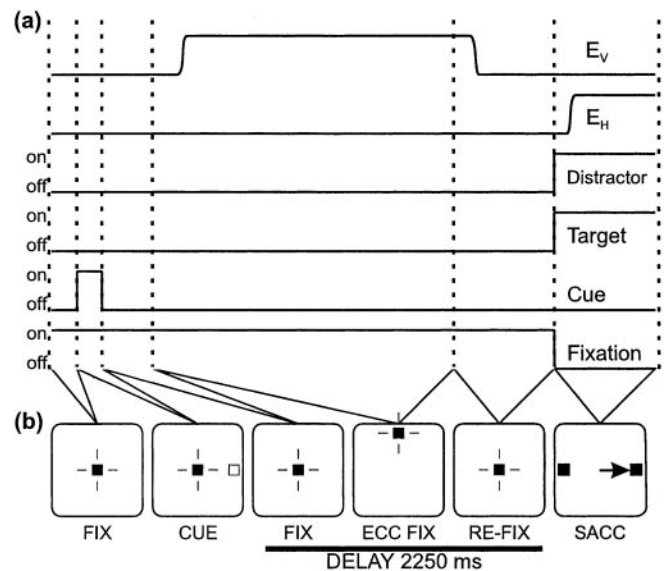 (a)
E_V
E_H
on
off
Distractor
on
off
Target
on
off
Cue
on
off
Fixation
(b)
FIX CUE FIX ECC FIX RE-FIX SACC
DELAY 2250 ms